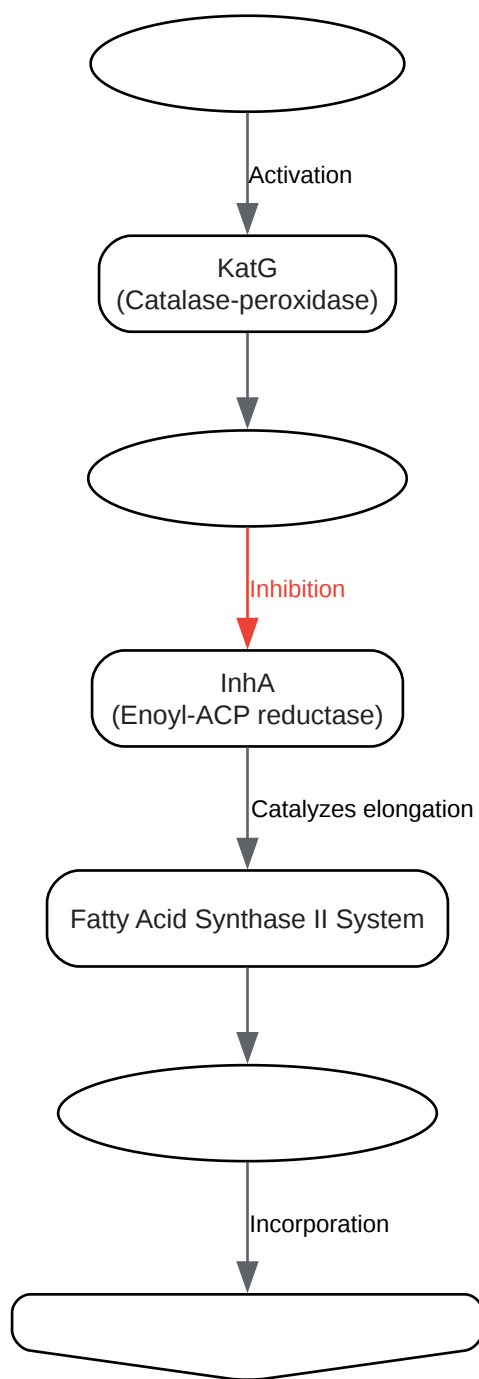 Activation
KatG
(Catalase-peroxidase)
Inhibition
InhA
(Enoyl-ACP reductase)
Catalyzes elongation
Fatty Acid Synthase II System
Incorporation